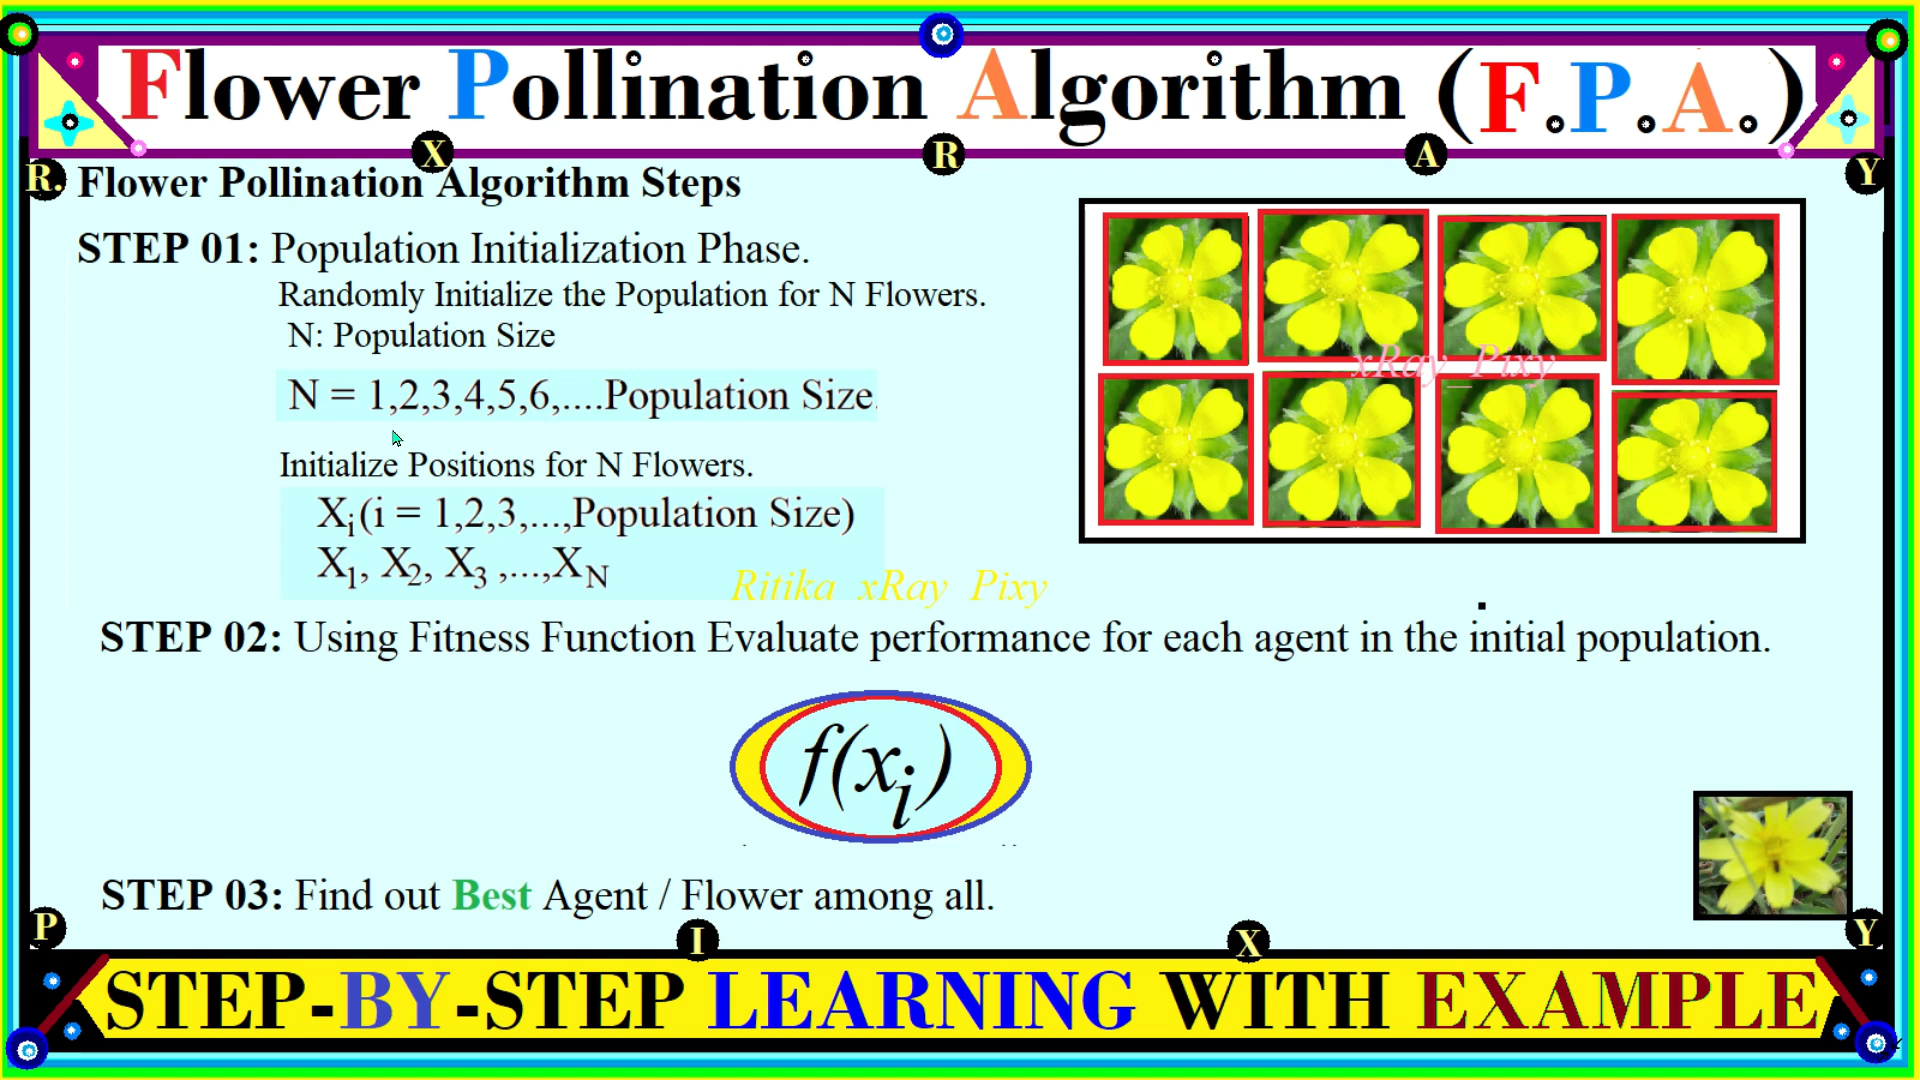 Flower Pollination Algorithm (F.P.A.)
X R A
R. Y
Flower Pollination Algorithm Steps
STEP 01: Population Initialization Phase.
Randomly Initialize the Population for N Flowers.
N: Population Size
N = 1,2,3,4,5,6,....Population Size.
Initialize Positions for N Flowers.
Xi(i = 1,2,3,...,Population Size)
X1, X2, X3 ,...,XN
xRay_Pixy
Ritika xRay Pixy
STEP 02: Using Fitness Function Evaluate performance for each agent in the initial population.
f(xi)
STEP 03: Find out Best Agent / Flower among all.
P I X Y
STEP-BY-STEP LEARNING WITH EXAMPLE